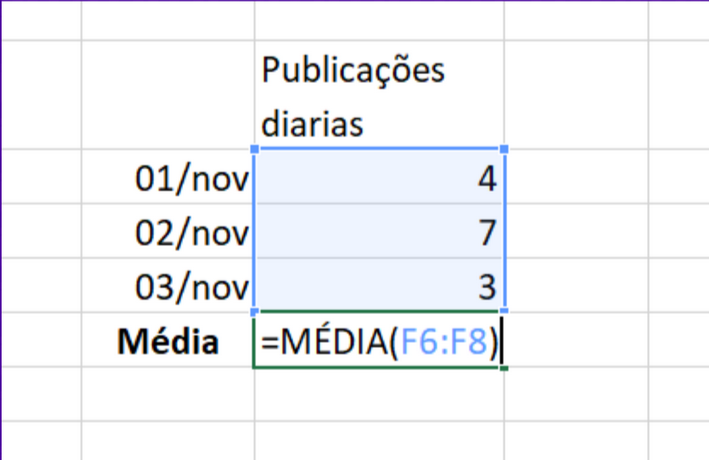 Publicações
diarias
01/nov 4
02/nov 7
03/nov 3
Média =MÉDIA(F6:F8)